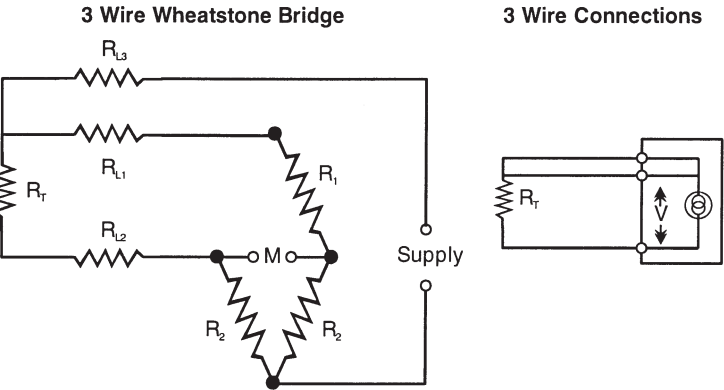 3 Wire Wheatstone Bridge
3 Wire Connections
RL3
RL1
R1
RT
RT
V
RL2
M
Supply
R2
R2